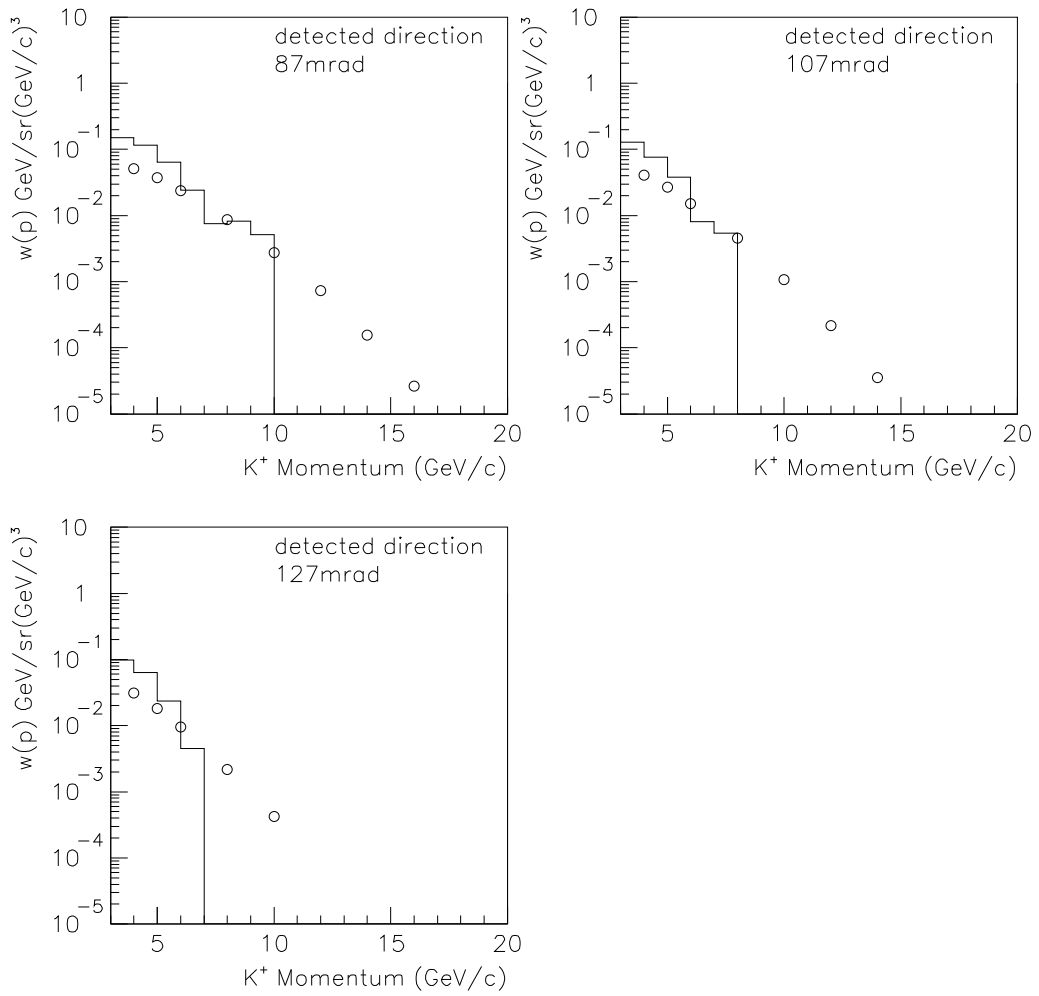 detected direction
87mrad
w(p) GeV/sr(GeV/c)³
10
1
10⁻¹
10⁻²
10⁻³
10⁻⁴
10⁻⁵
5 10 15 20
K⁺ Momentum (GeV/c)
detected direction
107mrad
w(p) GeV/sr(GeV/c)³
10
1
10⁻¹
10⁻²
10⁻³
10⁻⁴
10⁻⁵
5 10 15 20
K⁺ Momentum (GeV/c)
detected direction
127mrad
w(p) GeV/sr(GeV/c)³
10
1
10⁻¹
10⁻²
10⁻³
10⁻⁴
10⁻⁵
5 10 15 20
K⁺ Momentum (GeV/c)